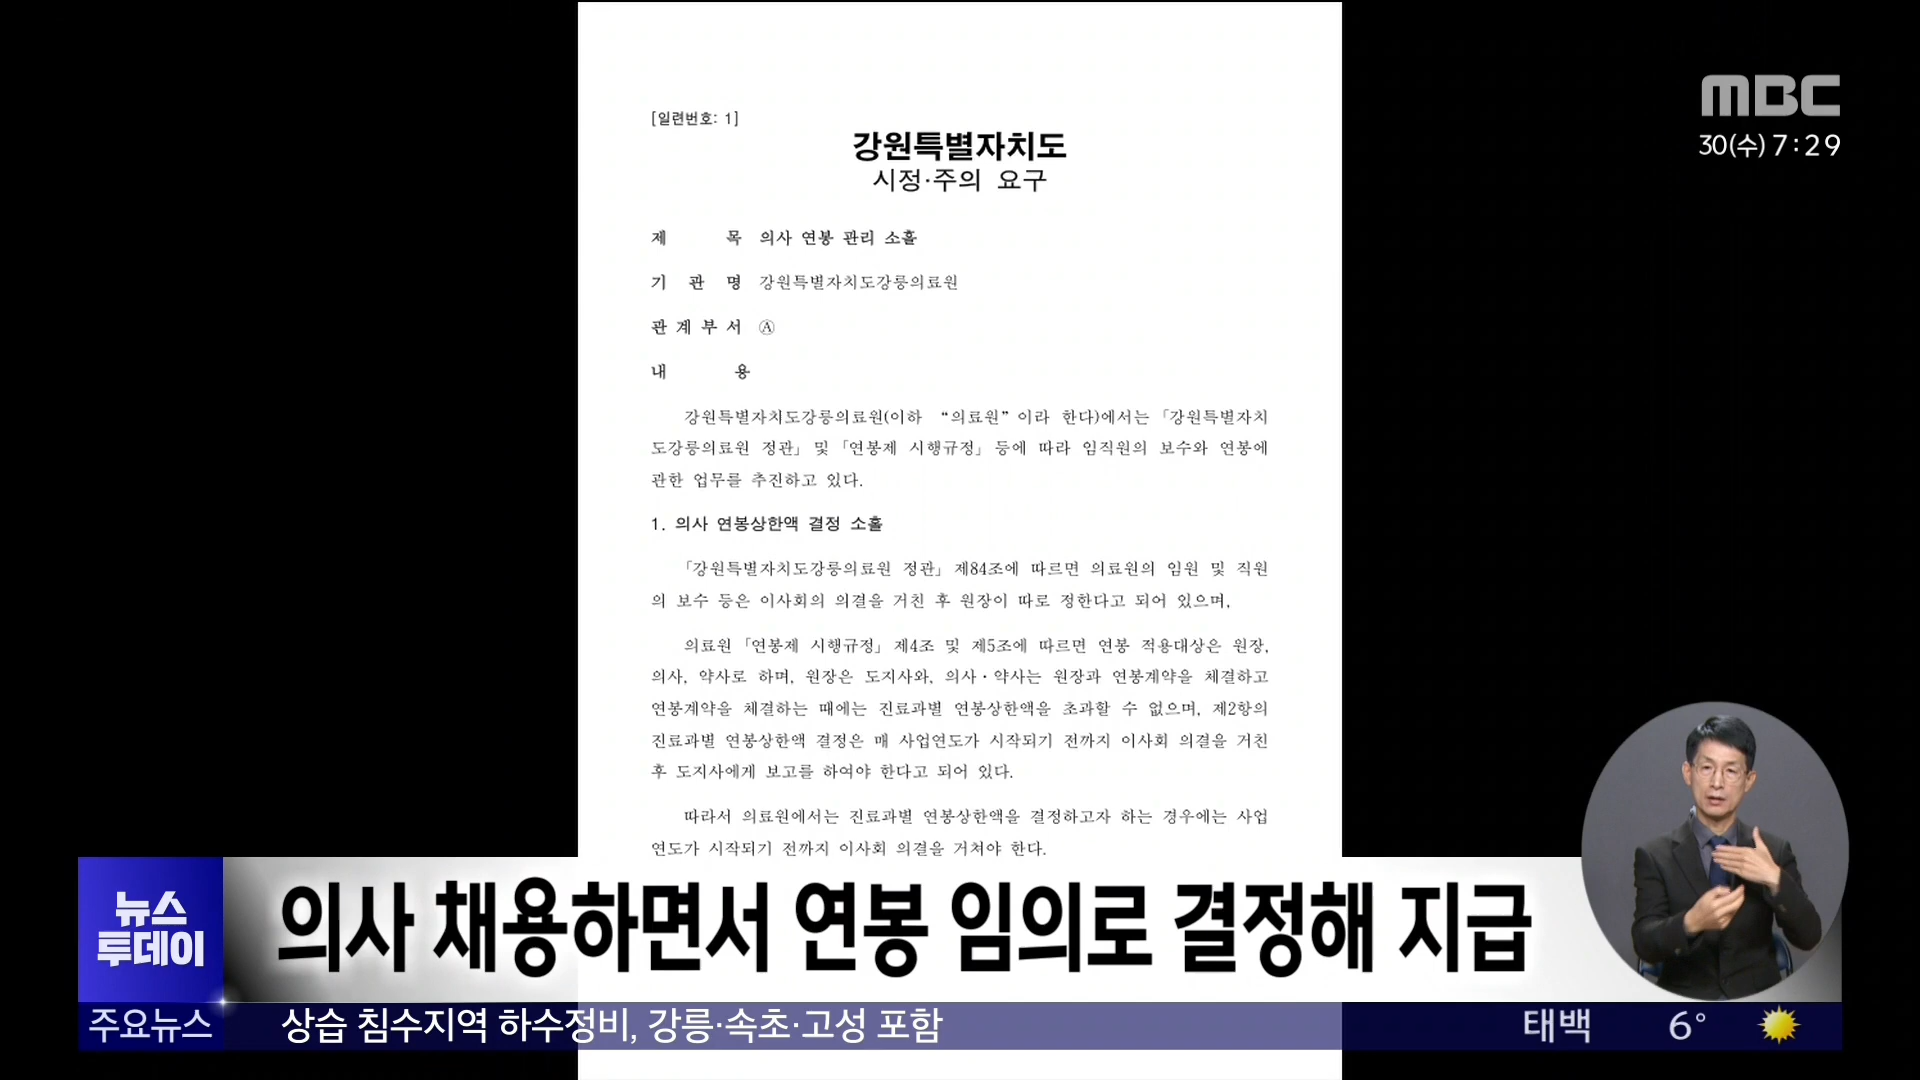 MBC
30(수) 7:29
[일련번호: 1]
강원특별자치도
시정·주의 요구
제 목 의사 연봉 관리 소홀
기 관 명 강원특별자치도강릉의료원
관 계 부 서 Ⓐ
내 용
강원특별자치도강릉의료원(이하 “의료원”이라 한다)에서는 「강원특별자치
도강릉의료원 정관」 및 「연봉제 시행규정」 등에 따라 임직원의 보수와 연봉에
관한 업무를 추진하고 있다.
1. 의사 연봉상한액 결정 소홀
「강원특별자치도강릉의료원 정관」 제84조에 따르면 의료원의 임원 및 직원
의 보수 등은 이사회의 의결을 거친 후 원장이 따로 정한다고 되어 있으며,
의료원 「연봉제 시행규정」 제4조 및 제5조에 따르면 연봉 적용대상은 원장,
의사, 약사로 하며, 원장은 도지사와, 의사·약사는 원장과 연봉계약을 체결하고
연봉계약을 체결하는 때에는 진료과별 연봉상한액을 초과할 수 없으며, 제2항의
진료과별 연봉상한액 결정은 매 사업연도가 시작되기 전까지 이사회 의결을 거친
후 도지사에게 보고를 하여야 한다고 되어 있다.
따라서 의료원에서는 진료과별 연봉상한액을 결정하고자 하는 경우에는 사업
연도가 시작되기 전까지 이사회 의결을 거쳐야 한다.
뉴스
투데이
의사 채용하면서 연봉 임의로 결정해 지급
주요뉴스 상습 침수지역 하수정비, 강릉·속초·고성 포함 태백 6°